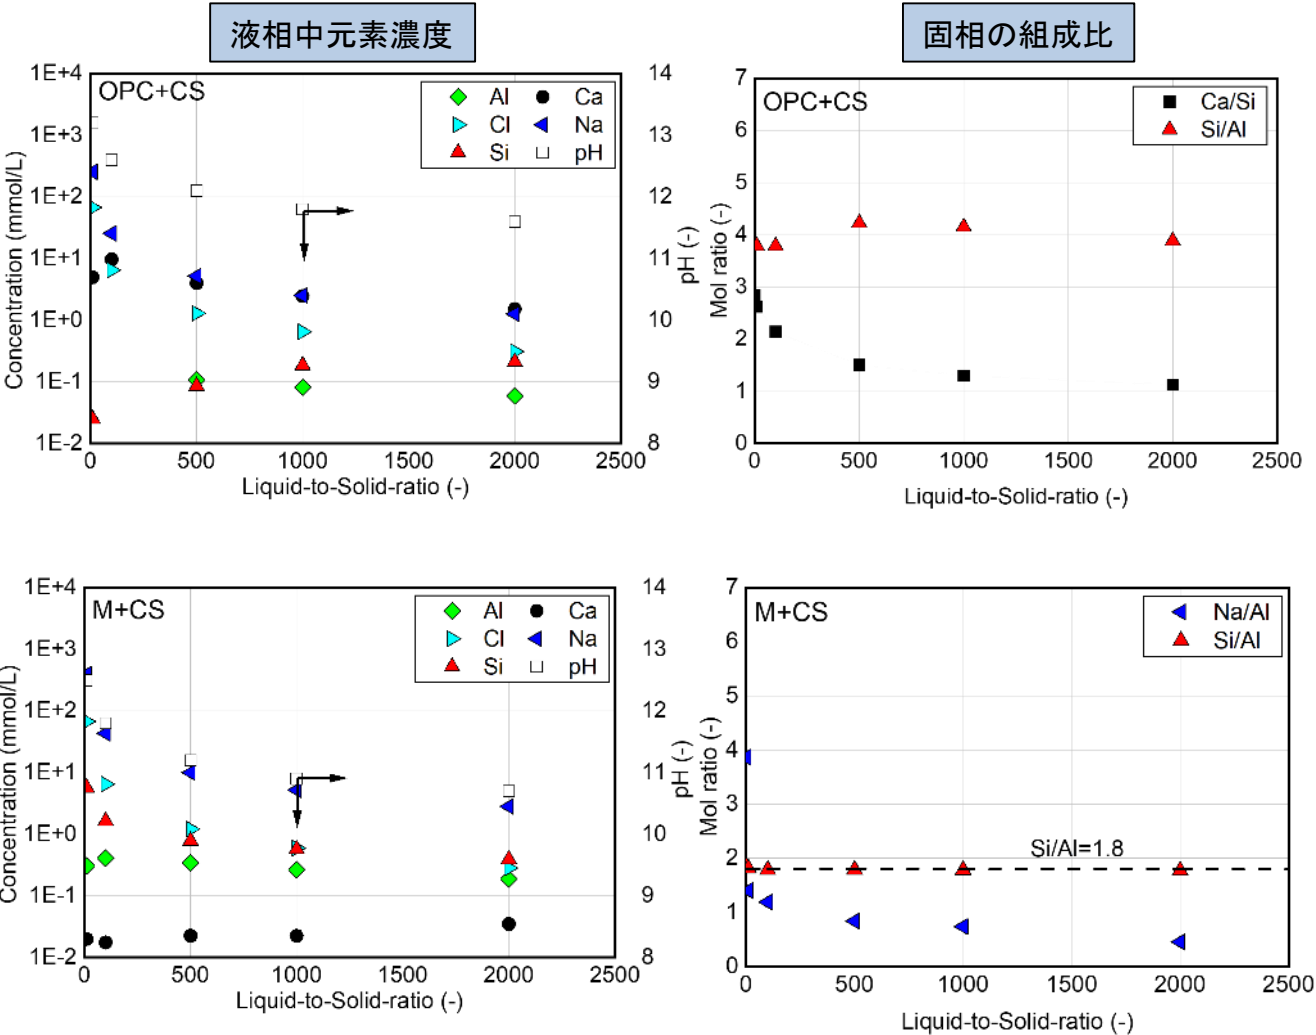 液相中元素濃度
固相の組成比
OPC+CS
Al Ca
Cl Na
Si pH
1E+4
1E+3
1E+2
1E+1
1E+0
1E-1
1E-2
Concentration (mmol/L)
14
13
12
11
10
9
8
pH (-)
0 500 1000 1500 2000 2500
Liquid-to-Solid-ratio (-)
OPC+CS
Ca/Si
Si/Al
7
6
5
4
3
2
1
0
Mol ratio (-)
0 500 1000 1500 2000 2500
Liquid-to-Solid-ratio (-)
M+CS
Al Ca
Cl Na
Si pH
1E+4
1E+3
1E+2
1E+1
1E+0
1E-1
1E-2
Concentration (mmol/L)
14
13
12
11
10
9
8
pH (-)
0 500 1000 1500 2000 2500
Liquid-to-Solid-ratio (-)
M+CS
Na/Al
Si/Al
7
6
5
4
3
2
1
0
Mol ratio (-)
Si/Al=1.8
0 500 1000 1500 2000 2500
Liquid-to-Solid-ratio (-)